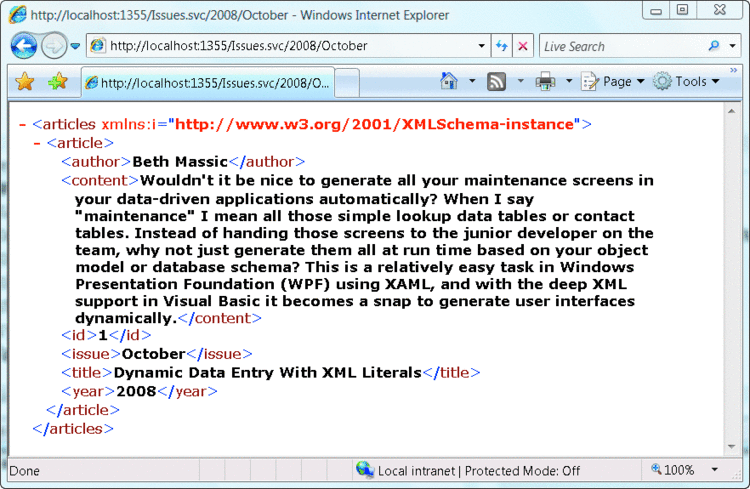 http://localhost:1355/Issues.svc/2008/October - Windows Internet Explorer
http://localhost:1355/Issues.svc/2008/October
Live Search
http://localhost:1355/Issues.svc/2008/O...
Page
Tools
- <articles xmlns:i="http://www.w3.org/2001/XMLSchema-instance">
- <article>
<author>Beth Massic</author>
<content>Wouldn't it be nice to generate all your maintenance screens in
your data-driven applications automatically? When I say
"maintenance" I mean all those simple lookup data tables or contact
tables. Instead of handing those screens to the junior developer on the
team, why not just generate them all at run time based on your object
model or database schema? This is a relatively easy task in Windows
Presentation Foundation (WPF) using XAML, and with the deep XML
support in Visual Basic it becomes a snap to generate user interfaces
dynamically.</content>
<id>1</id>
<issue>October</issue>
<title>Dynamic Data Entry With XML Literals</title>
<year>2008</year>
</article>
</articles>
Done
Local intranet | Protected Mode: Off
100%